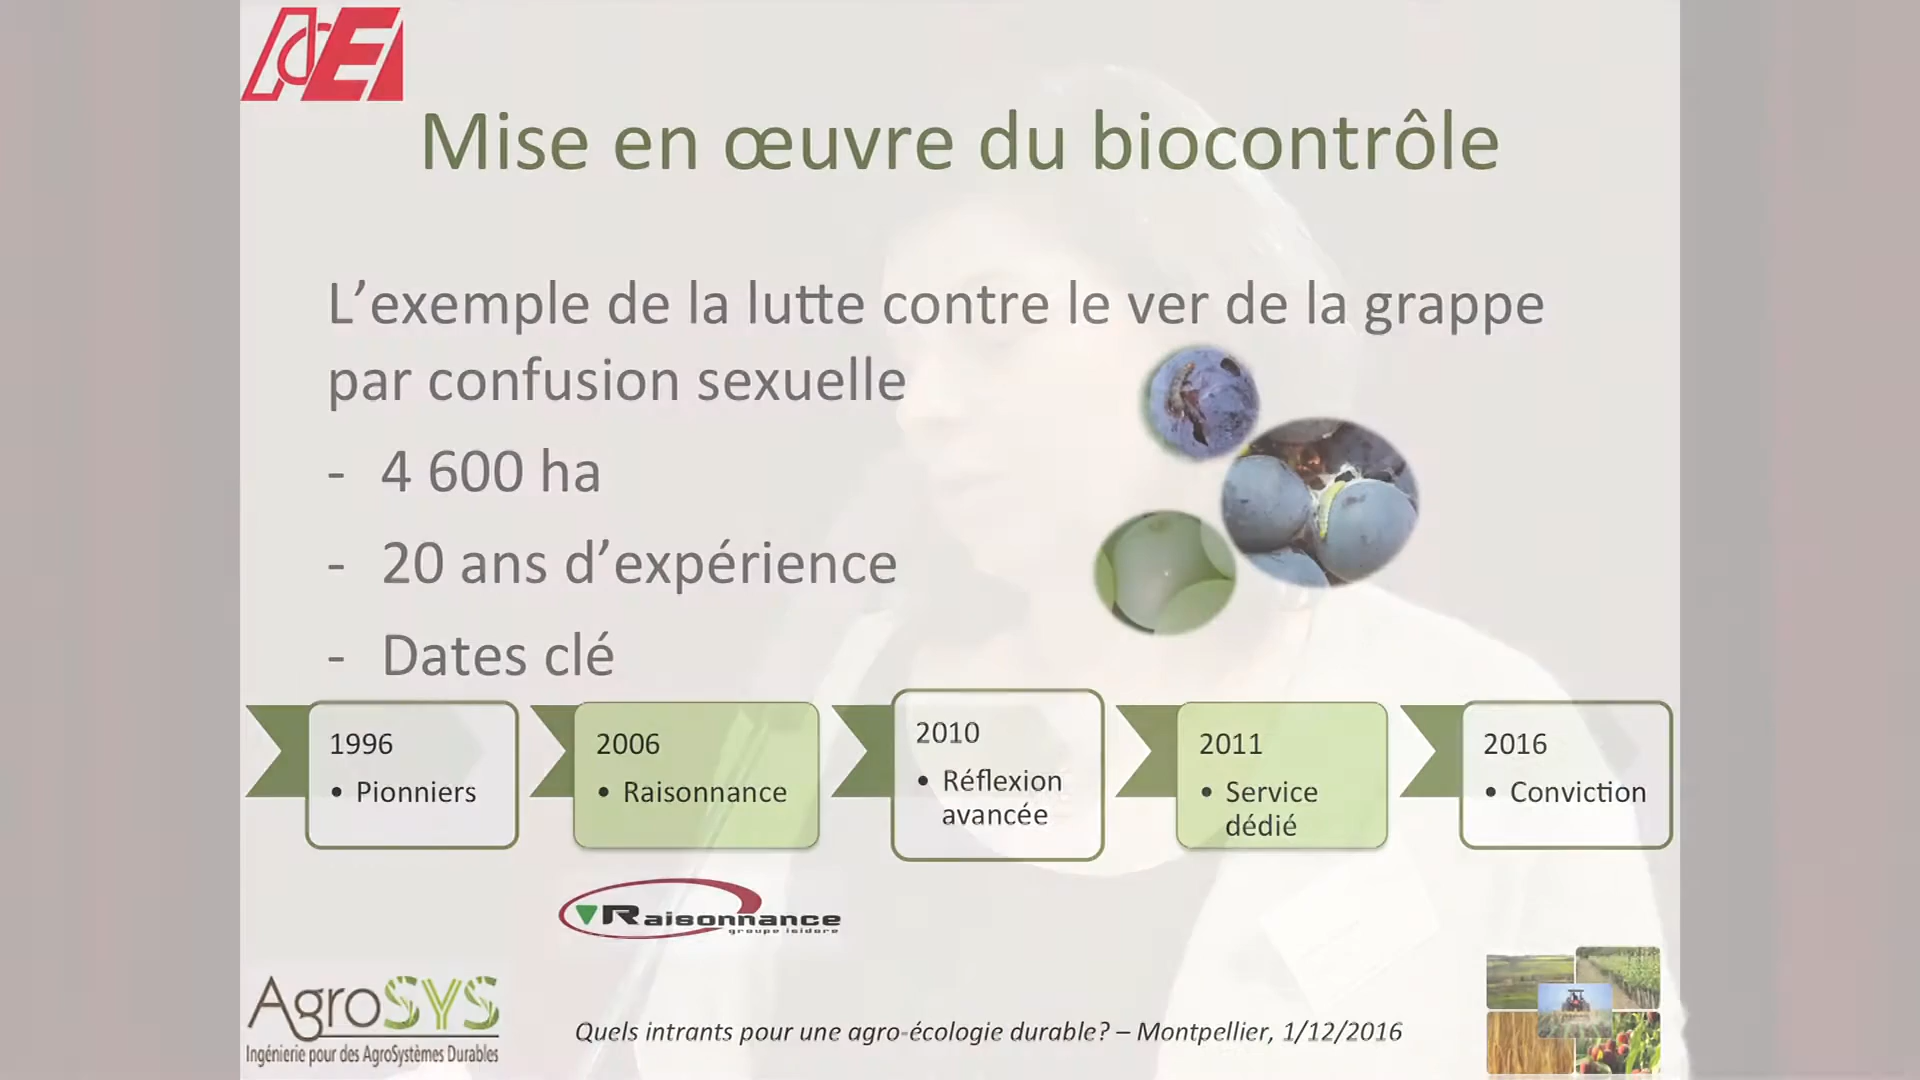 AdEI
Mise en œuvre du biocontrôle
L’exemple de la lutte contre le ver de la grappe
par confusion sexuelle
- 4 600 ha
- 20 ans d’expérience
- Dates clé
1996
• Pionniers
2006
• Raisonnance
2010
• Réflexion
avancée
2011
• Service
dédié
2016
• Conviction
Raisonnance
groupe isidore
AgroSYS
Ingénierie pour des AgroSystèmes Durables
Quels intrants pour une agro-écologie durable? – Montpellier, 1/12/2016